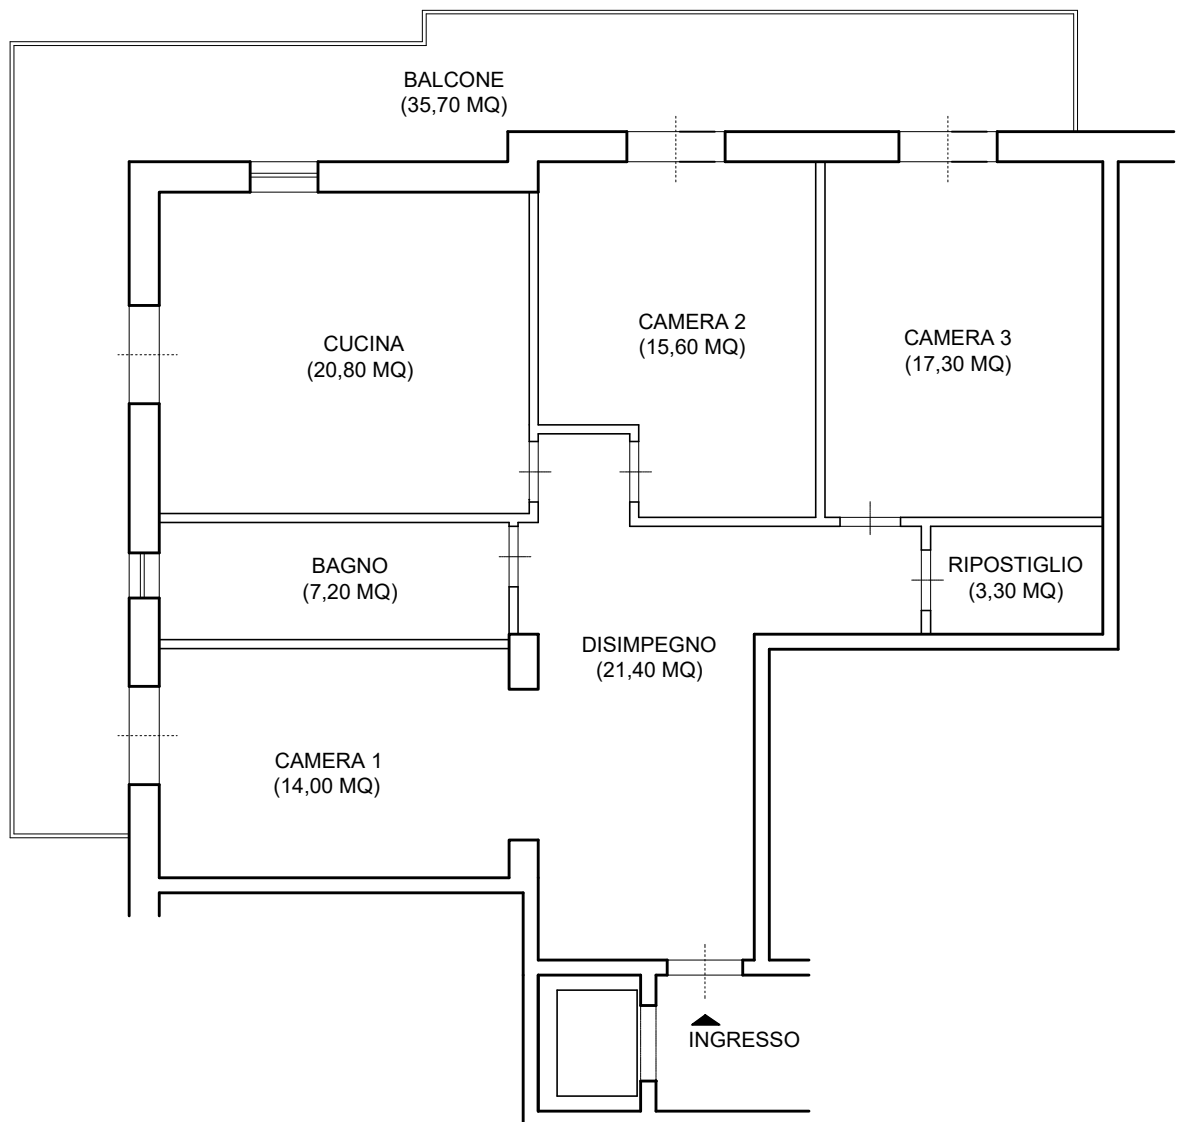 BALCONE
(35,70 MQ)
CUCINA
(20,80 MQ)
CAMERA 2
(15,60 MQ)
CAMERA 3
(17,30 MQ)
BAGNO
(7,20 MQ)
RIPOSTIGLIO
(3,30 MQ)
DISIMPEGNO
(21,40 MQ)
CAMERA 1
(14,00 MQ)
INGRESSO